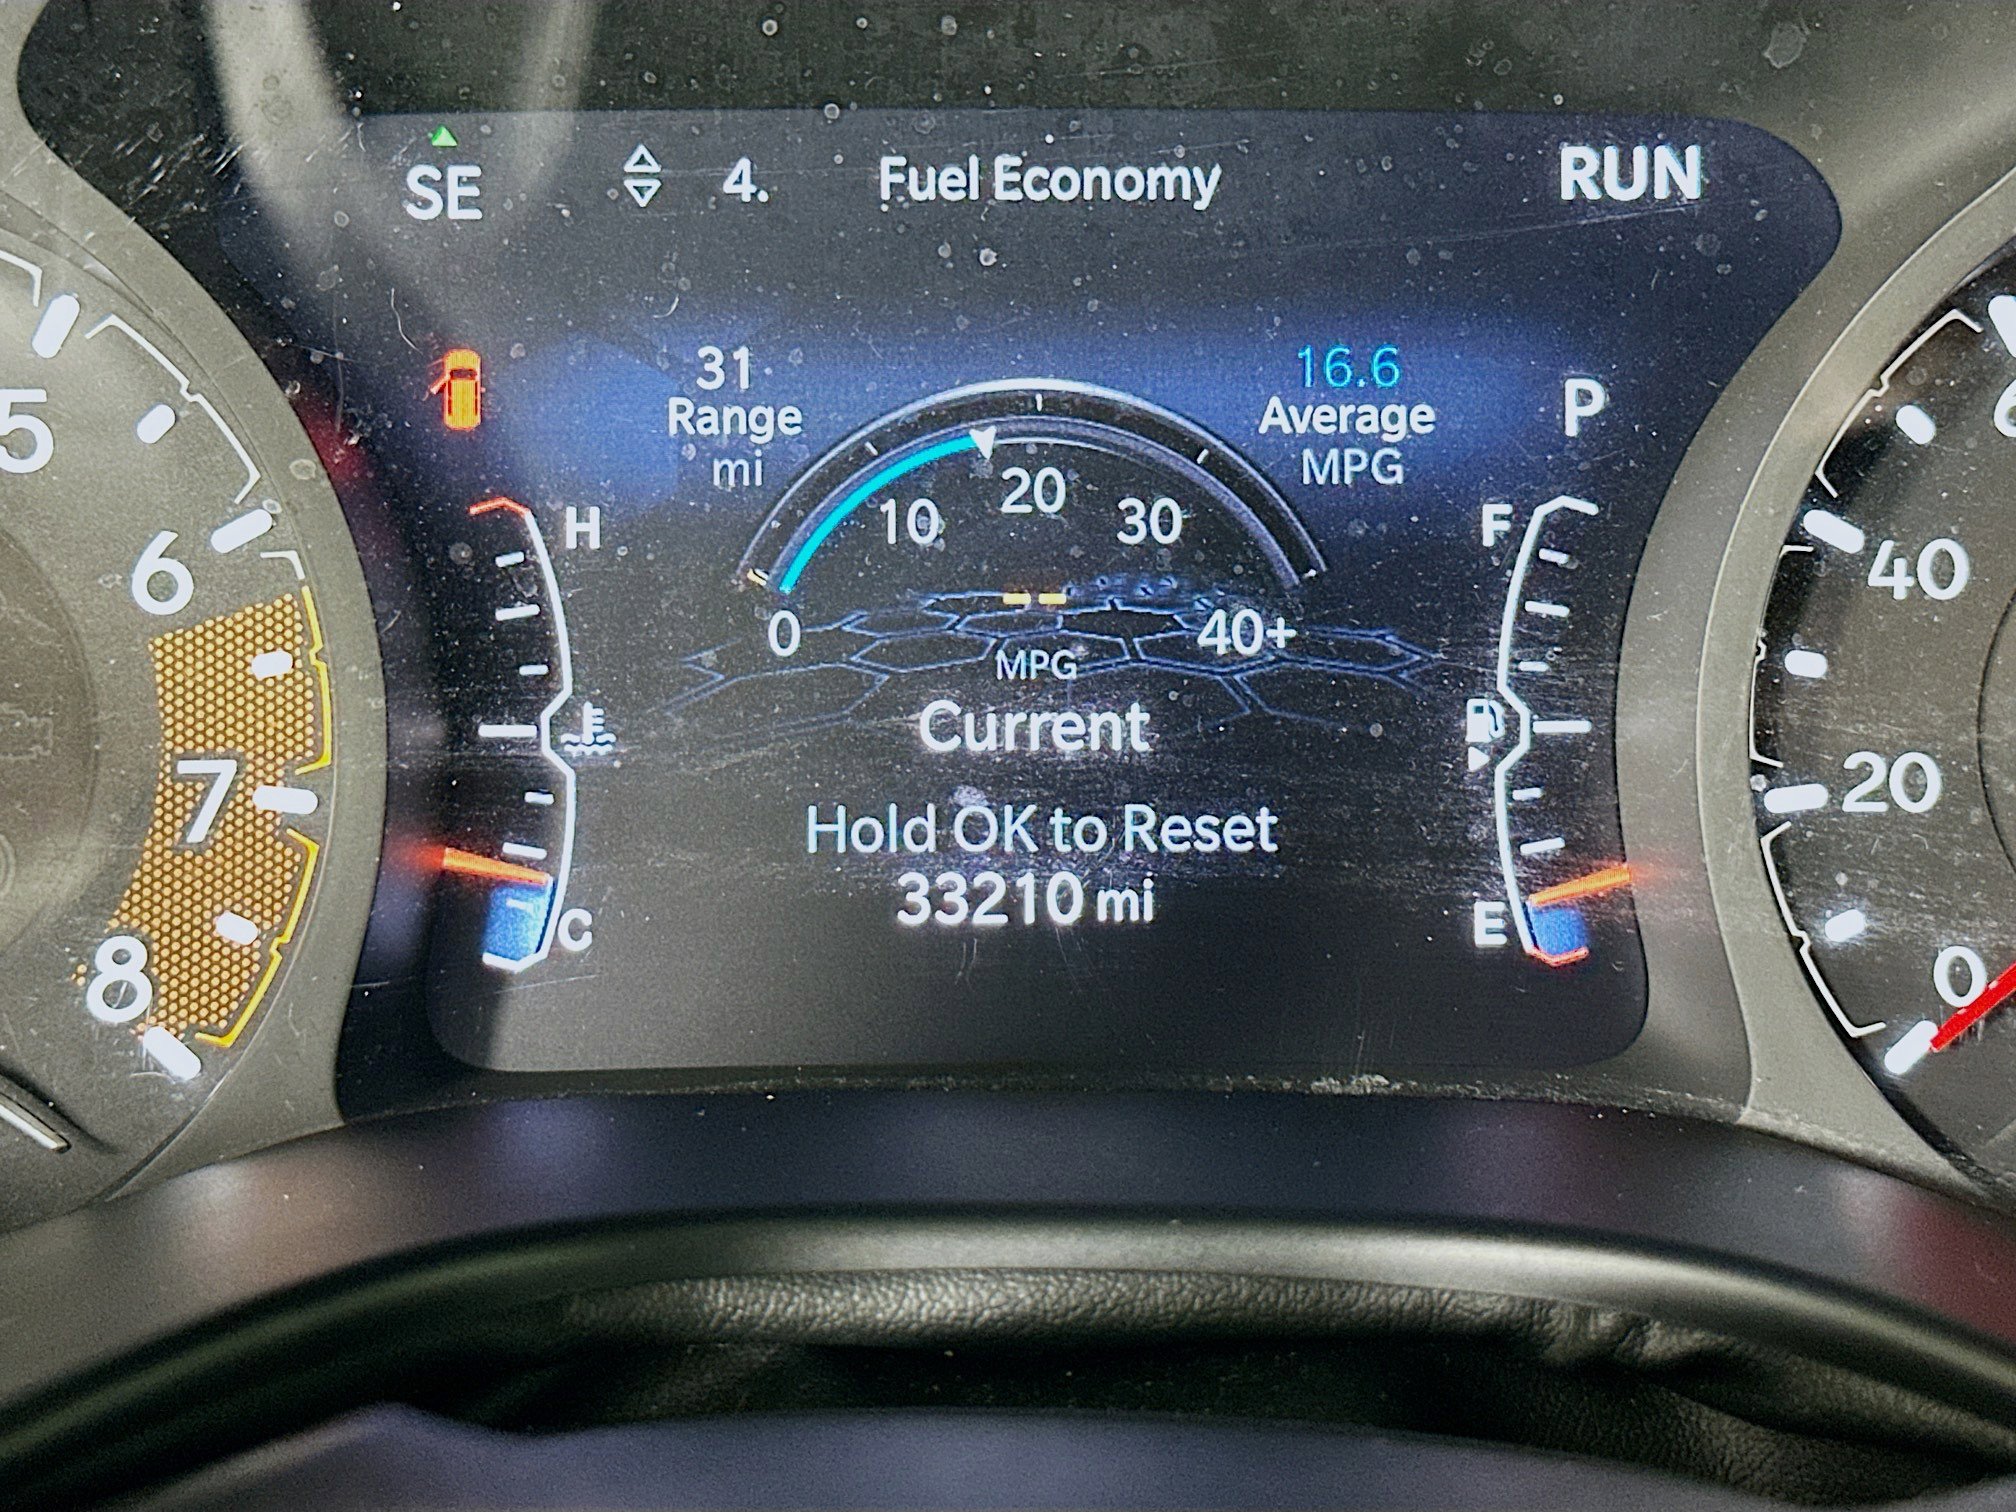 SE 4. Fuel Economy RUN
31 16.6
Range Average
mi MPG P
10 20 30
0 40+
MPG
Current
Hold OK to Reset
33210 mi
H
C
F
E
5
6
7
8
40
20
0